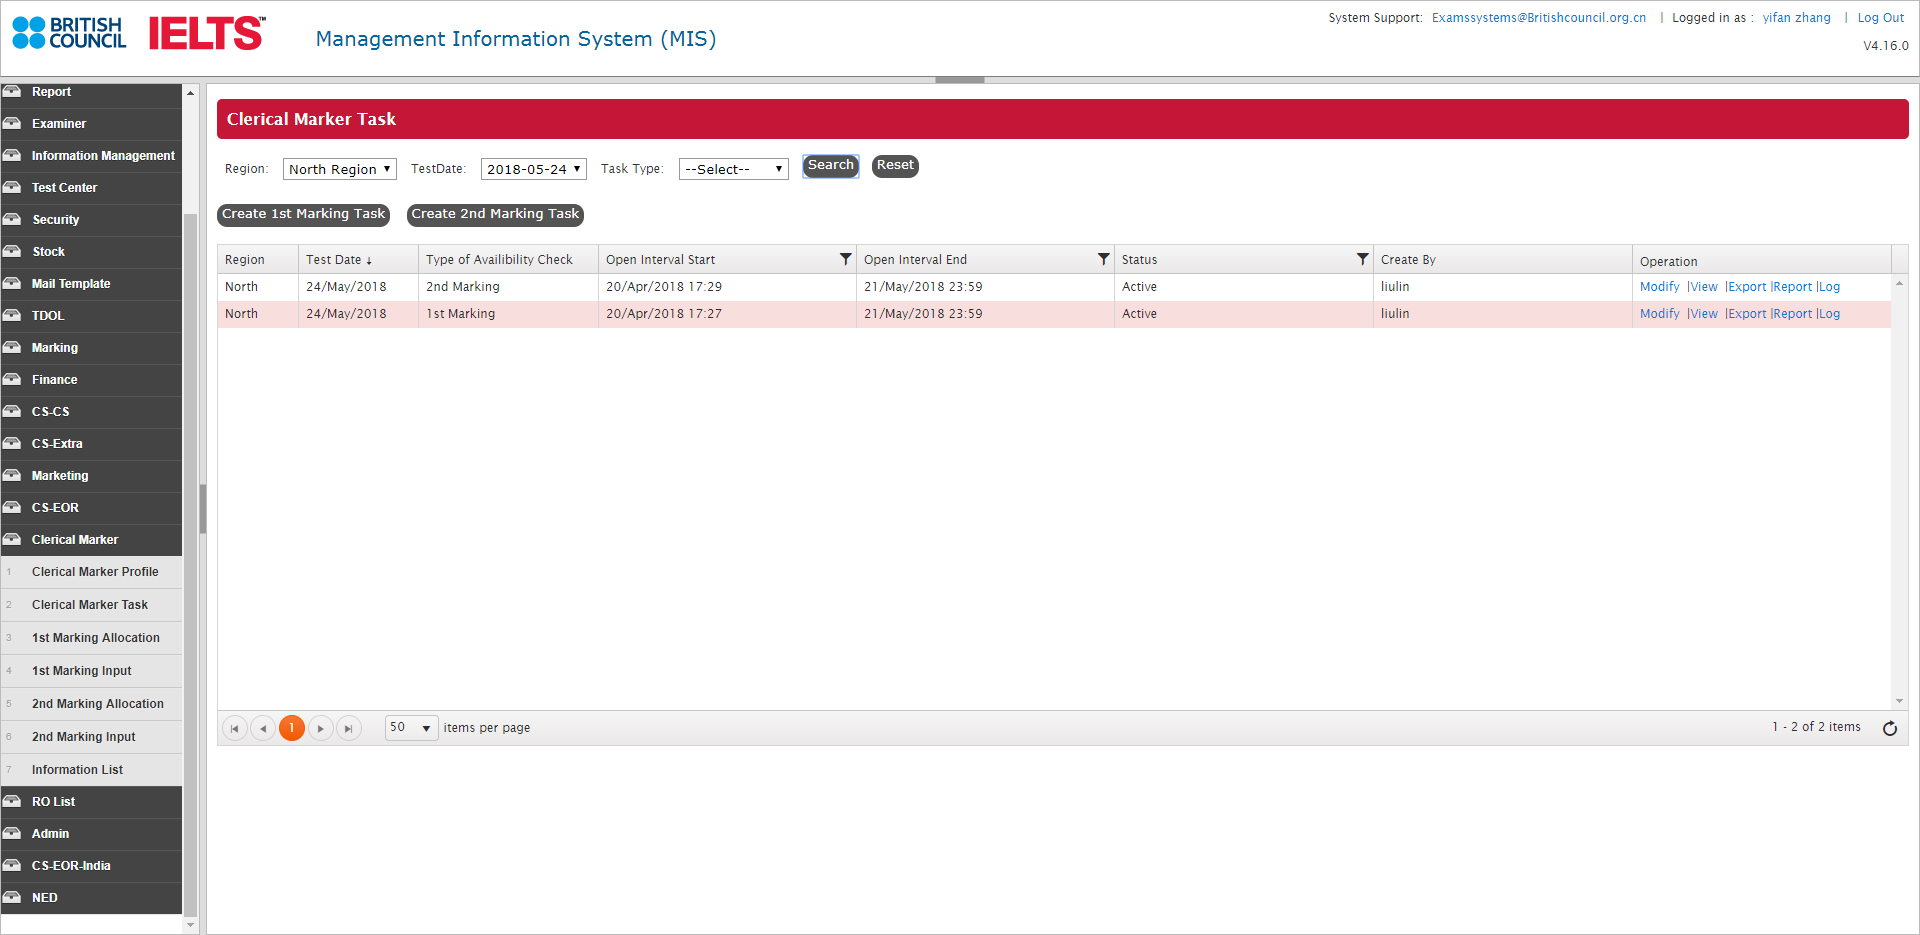 BRITISH COUNCIL IELTS™ Management Information System (MIS)
System Support: Examssystems@Britishcouncil.org.cn | Logged in as : yifan zhang | Log Out
V4.16.0
Report
Examiner
Information Management
Test Center
Security
Stock
Mail Template
TDOL
Marking
Finance
CS-CS
CS-Extra
Marketing
CS-EOR
Clerical Marker
1 Clerical Marker Profile
2 Clerical Marker Task
3 1st Marking Allocation
4 1st Marking Input
5 2nd Marking Allocation
6 2nd Marking Input
7 Information List
RO List
Admin
CS-EOR-India
NED
Clerical Marker Task
Region: North Region TestDate: 2018-05-24 Task Type: --Select-- Search Reset
Create 1st Marking Task Create 2nd Marking Task
Region Test Date ↓ Type of Availibility Check Open Interval Start Open Interval End Status Create By Operation
North 24/May/2018 2nd Marking 20/Apr/2018 17:29 21/May/2018 23:59 Active liulin Modify |View |Export |Report |Log
North 24/May/2018 1st Marking 20/Apr/2018 17:27 21/May/2018 23:59 Active liulin Modify |View |Export |Report |Log
1 50 items per page 1 - 2 of 2 items